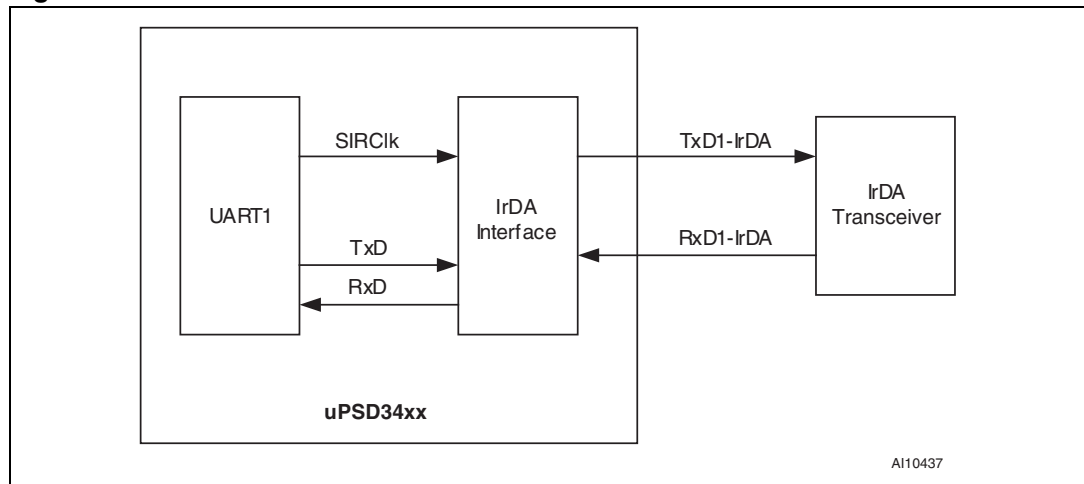 SIRClk
TxD1-IrDA
UART1
IrDA
Interface
IrDA
Transceiver
TxD
RxD
RxD1-IrDA
uPSD34xx
AI10437